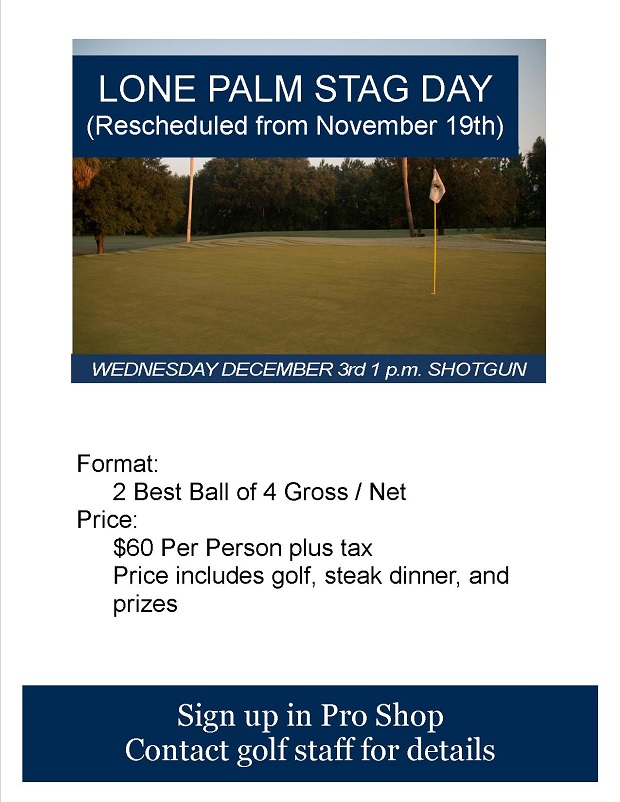 LONE PALM STAG DAY
(Rescheduled from November 19th)
WEDNESDAY DECEMBER 3rd 1 p.m. SHOTGUN
Format:
2 Best Ball of 4 Gross / Net
Price:
$60 Per Person plus tax
Price includes golf, steak dinner, and
prizes
Sign up in Pro Shop
Contact golf staff for details